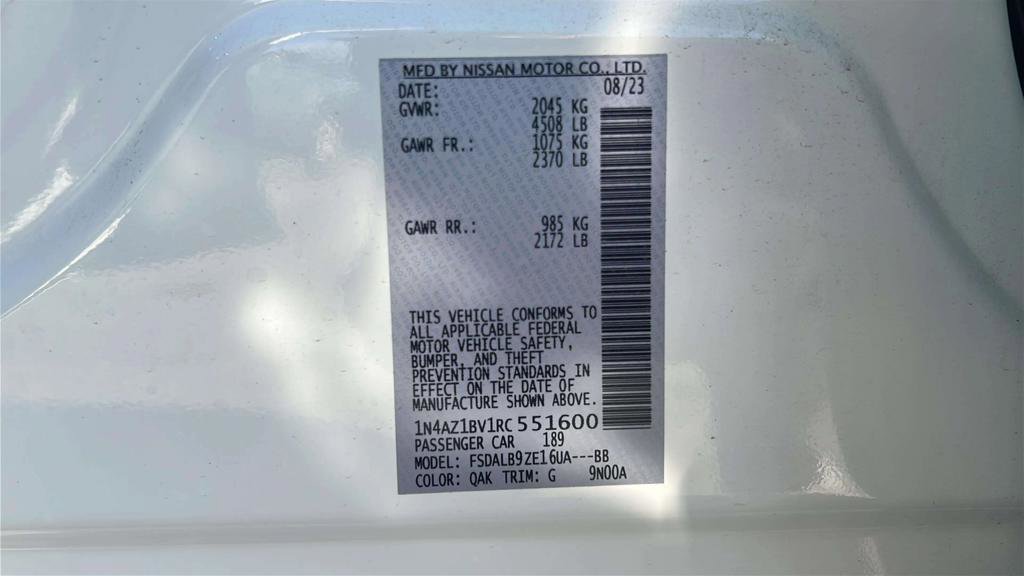 MFD BY NISSAN MOTOR CO., LTD.
DATE: 08/23
GVWR: 2045 KG
4508 LB
GAWR FR.: 1075 KG
2370 LB
GAWR RR.: 985 KG
2172 LB
THIS VEHICLE CONFORMS TO
ALL APPLICABLE FEDERAL
MOTOR VEHICLE SAFETY,
BUMPER, AND THEFT
PREVENTION STANDARDS IN
EFFECT ON THE DATE OF
MANUFACTURE SHOWN ABOVE.
1N4AZ1BV1RC551600
PASSENGER CAR 189
MODEL: FSDALB9ZE16UA---BB
COLOR: QAK TRIM: G 9N00A